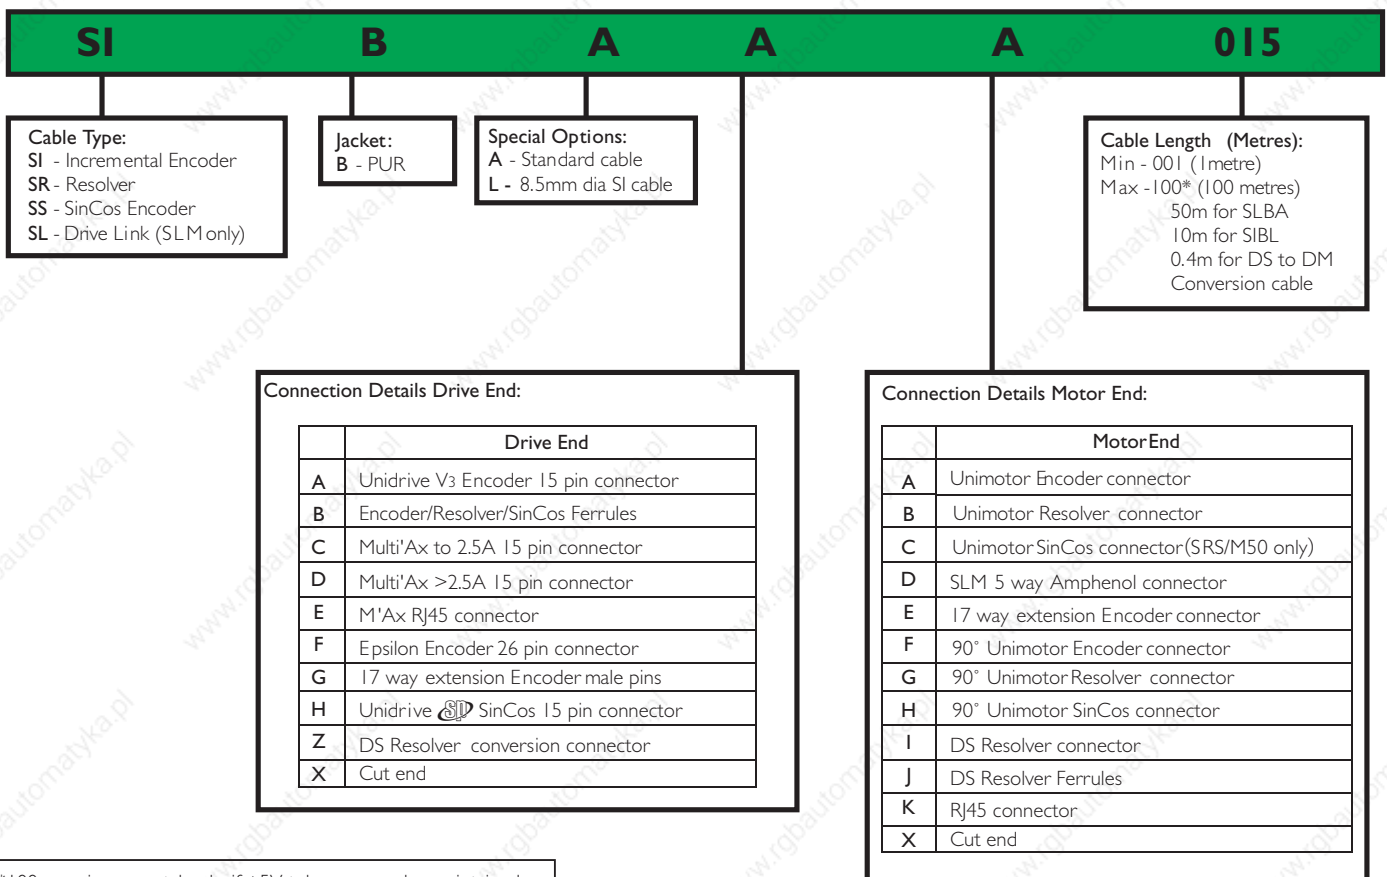 SI B A A A 015
Cable Type:
SI - Incremental Encoder
SR - Resolver
SS - SinCos Encoder
SL - Drive Link (SLM only)
Jacket:
B - PUR
Special Options:
A - Standard cable
L - 8.5mm dia SI cable
Cable Length (Metres):
Min - 001 (1metre)
Max -100* (100 metres)
50m for SLBA
10m for SIBL
0.4m for DS to DM
Conversion cable
Connection Details Drive End:
Drive End
A Unidrive V3 Encoder 15 pin connector
B Encoder/Resolver/SinCos Ferrules
C Multi'Ax to 2.5A 15 pin connector
D Multi'Ax >2.5A 15 pin connector
E M'Ax RJ45 connector
F Epsilon Encoder 26 pin connector
G 17 way extension Encoder male pins
H Unidrive SP SinCos 15 pin connector
Z DS Resolver conversion connector
X Cut end
Connection Details Motor End:
Motor End
A Unimotor Encoder connector
B Unimotor Resolver connector
C Unimotor SinCos connector (SRS/M50 only)
D SLM 5 way Amphenol connector
E 17 way extension Encoder connector
F 90° Unimotor Encoder connector
G 90° Unimotor Resolver connector
H 90° Unimotor SinCos connector
I DS Resolver connector
J DS Resolver Ferrules
K RJ45 connector
X Cut end
www.rgbautomatyka.pl